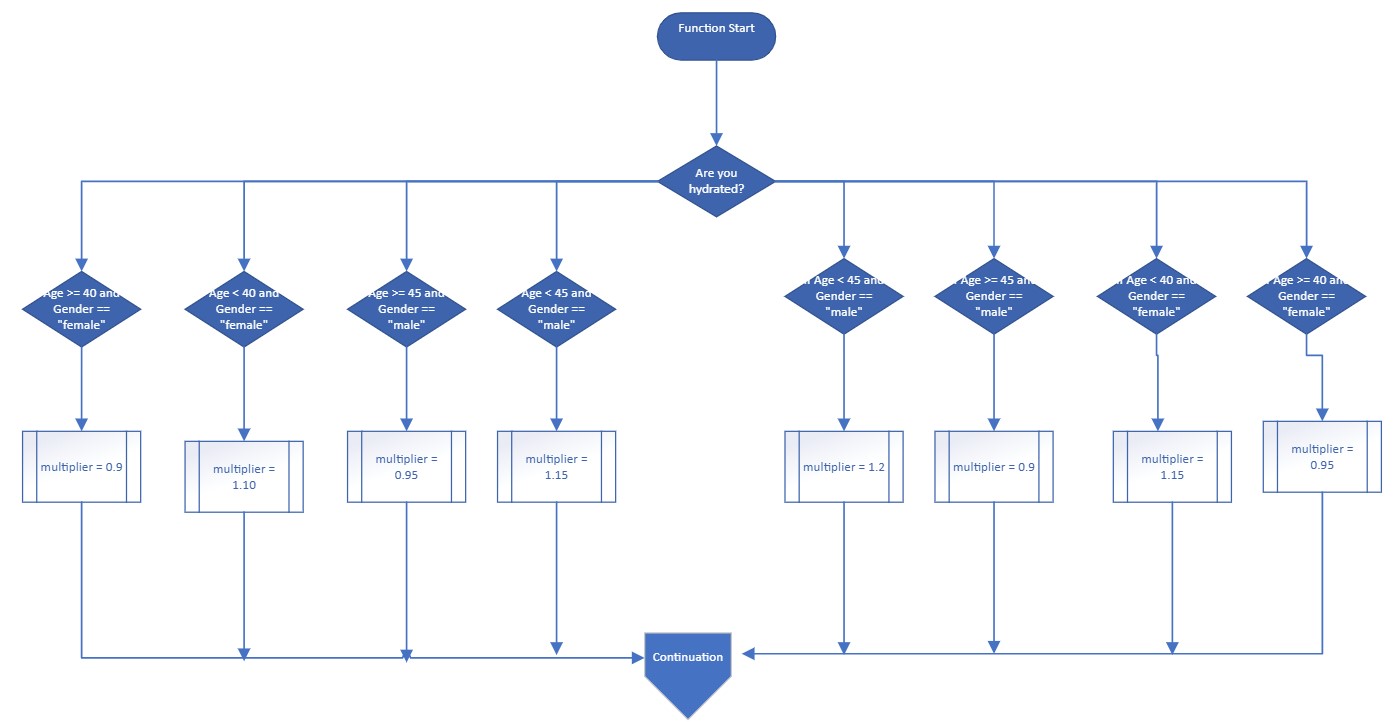 Function Start
Are you
hydrated?
Age >= 40 and
Gender ==
"female"
Age < 40 and
Gender ==
"female"
Age >= 45 and
Gender ==
"male"
Age < 45 and
Gender ==
"male"
Age < 45 and
Gender ==
"male"
Age >= 45 and
Gender ==
"male"
Age < 40 and
Gender ==
"female"
Age >= 40 and
Gender ==
"female"
multiplier = 0.9
multiplier =
1.10
multiplier =
0.95
multiplier =
1.15
multiplier = 1.2
multiplier = 0.9
multiplier =
1.15
multiplier =
0.95
Continuation